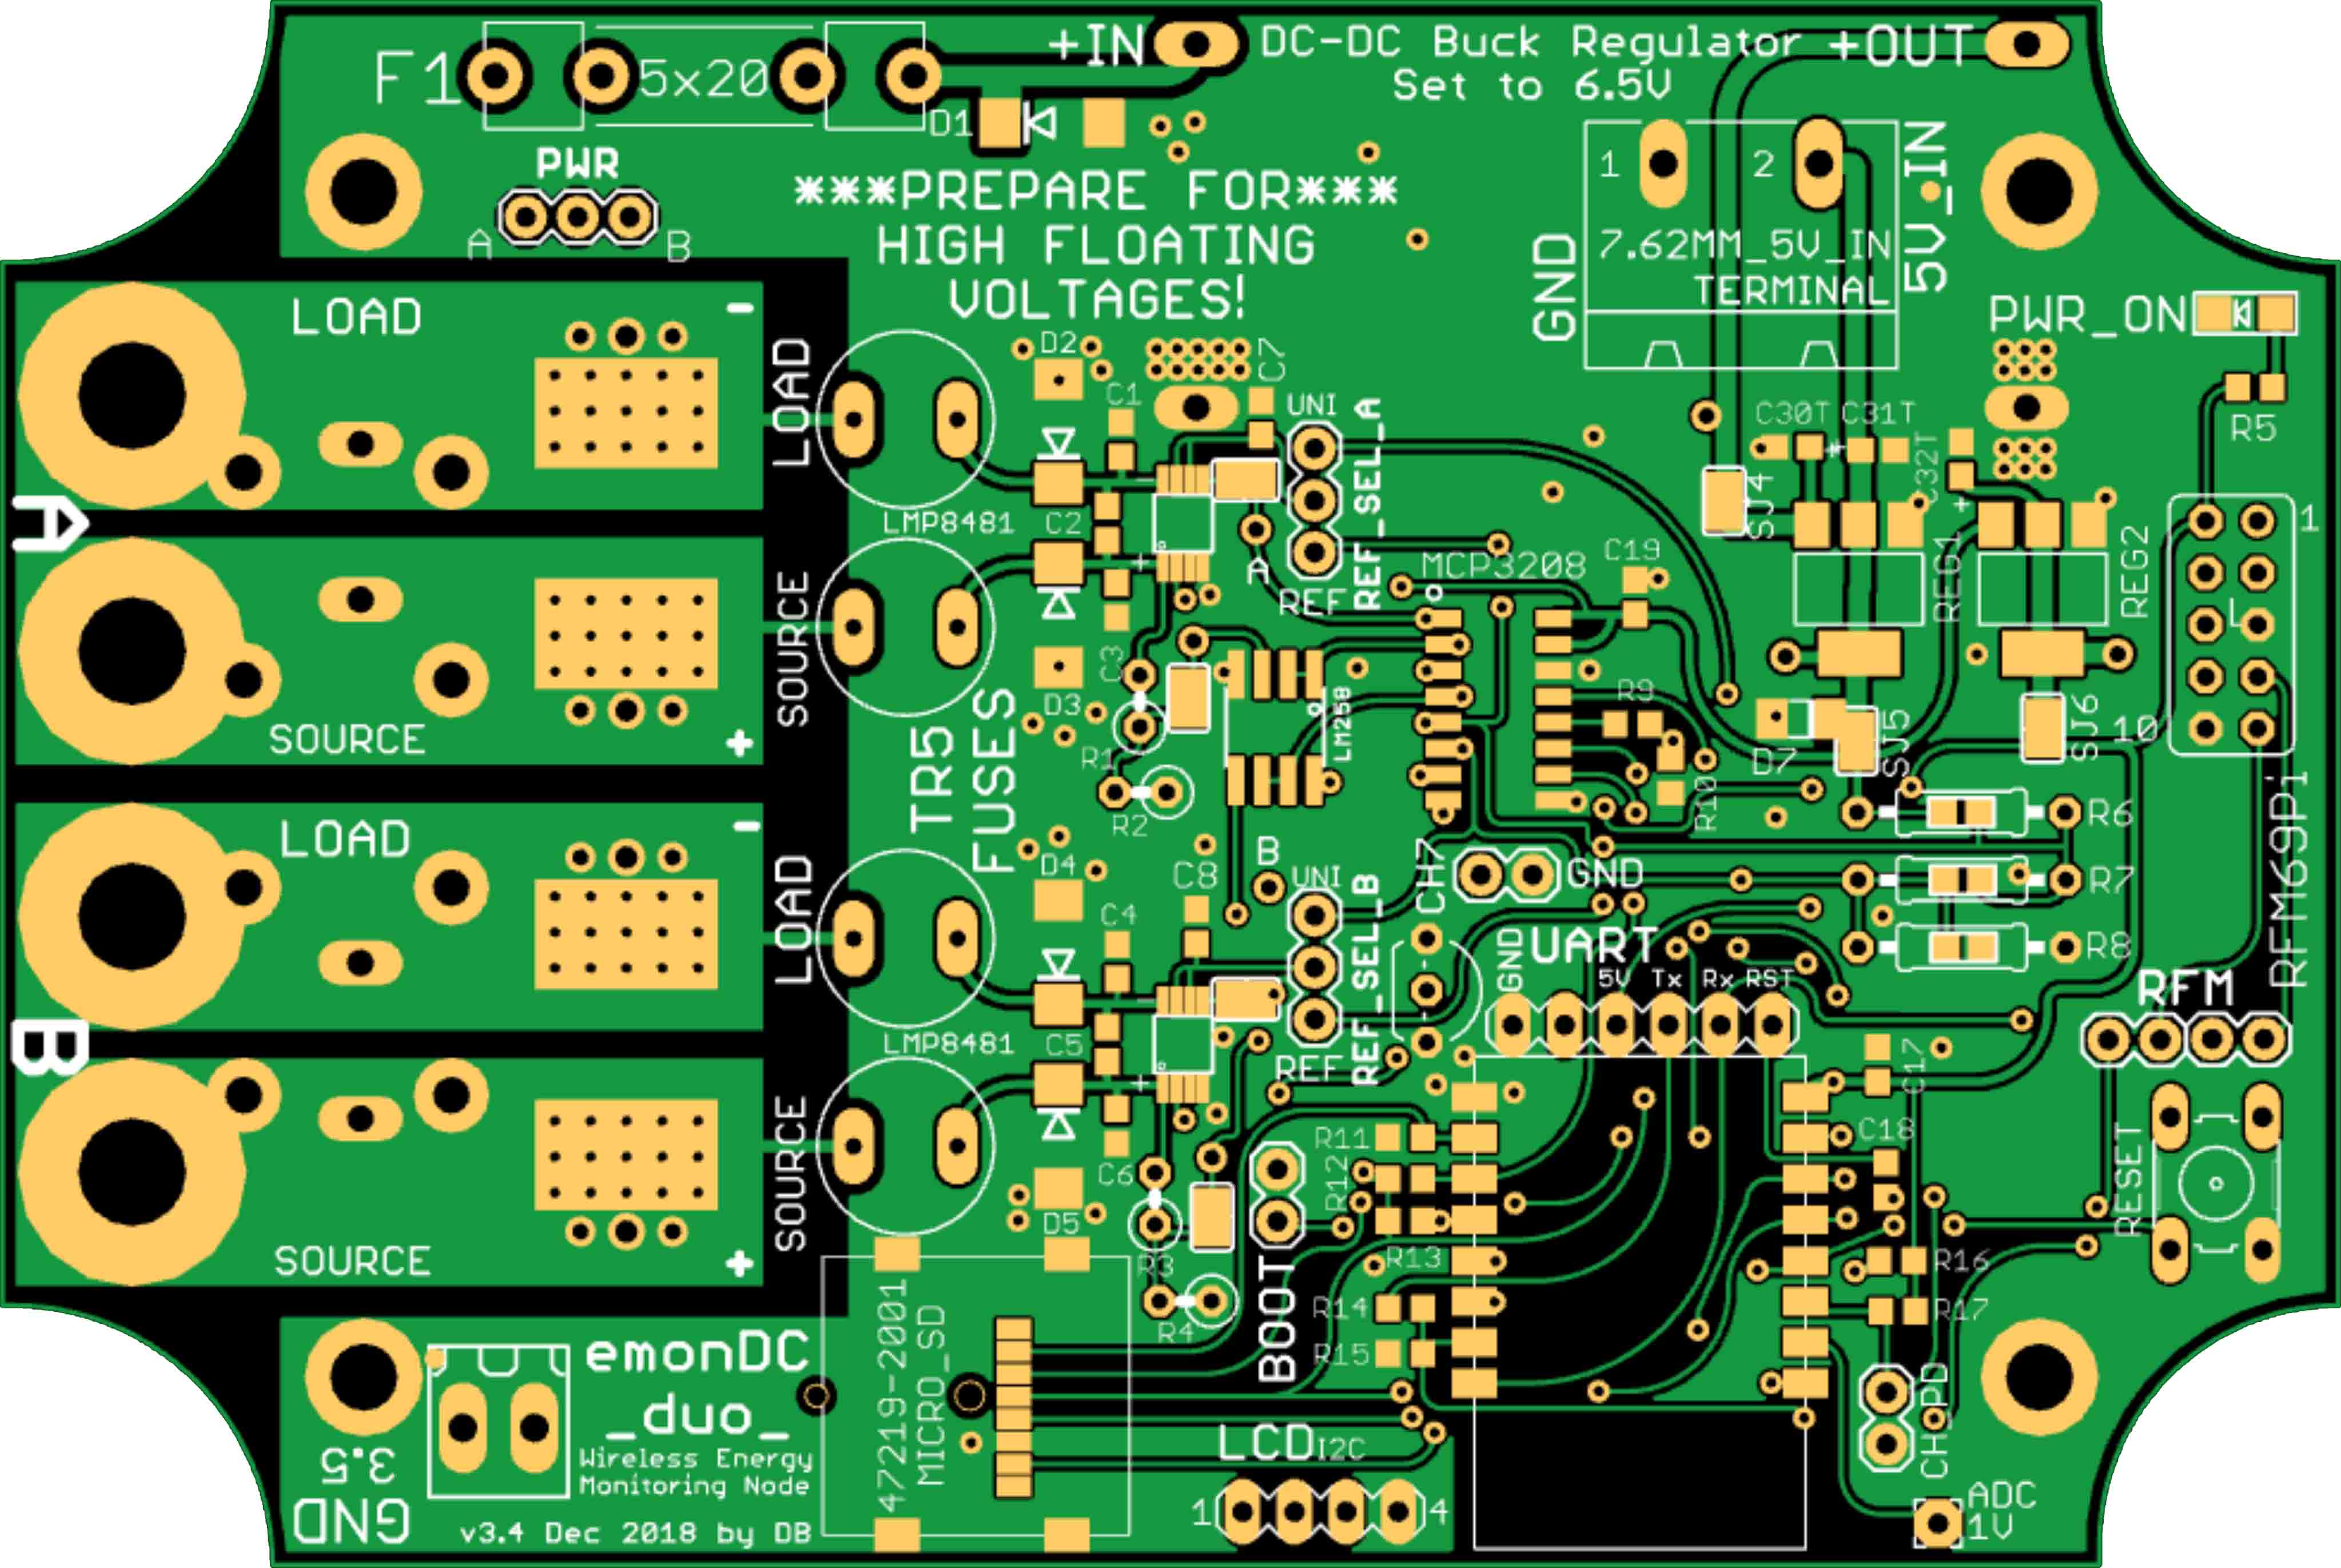 F1
5x20
+IN
DC-DC Buck Regulator
+OUT
Set to 6.5V
D1
PWR
A
B
***PREPARE FOR***
HIGH FLOATING
VOLTAGES!
1
2
5V_IN
GND
7.62MM_5V_IN
TERMINAL
PWR_ON
R5
LOAD
-
LOAD
D2
C1
C7
UNI
REF_SEL_A
C30T
C31T
C32T
+
+
A
LMP8481
C2
-
+
A
REF
MCP3208
C19
SJ4
REG1
REG2
1
L
10
SOURCE
+
SOURCE
C3
D3
R1
R2
LM258
R9
R10
D7
SJ5
SJ6
RFM69Pi
TR5
FUSES
R6
R7
R8
LOAD
-
LOAD
D4
C8
B
UNI
REF_SEL_B
CH7
GND
C4
-
UART
GND
5V Tx Rx RST
RFM
B
LMP8481
C5
+
REF
C17
C18
SOURCE
+
SOURCE
C6
D5
R3
R4
R11
R12
R13
R14
R15
BOOT
R16
R17
RESET
emonDC
_duo_
Wireless Energy
Monitoring Node
v3.4 Dec 2018 by DB
3.5
GND
47219-2001
MICRO_SD
LCD I2C
1
4
CH_PD
ADC
1V